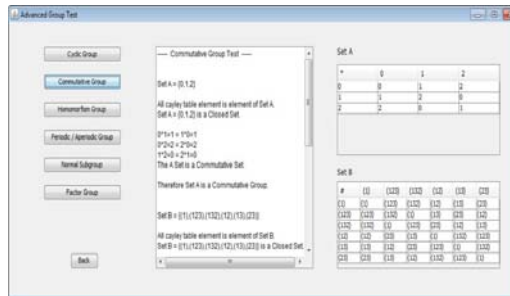 Advanced Group Test
Cyclic Group
Commutative Group
Homomorfism Group
Periodic / Aperiodic Group
Normal Subgroup
Factor Group
Back
---- Commutative Group Test ----
Set A = {0,1,2}
All cayley table element is element of Set A.
Set A = {0,1,2} is a Closed Set.
0*1=1 = 1*0=1
0*2=2 = 2*0=2
1*2=0 = 2*1=0
The A Set is a Commutative Set.
Therefore Set A is a Commutative Group.
Set B = {(1),(123),(132),(12),(13),(23)}
All cayley table element is element of Set B.
Set B = {(1),(123),(132),(12),(13),(23)} is a Closed Set.
Set A
* 0 1 2
0 0 1 2
1 1 2 0
2 2 0 1
Set B
# (1) (123) (132) (12) (13) (23)
(1) (1) (123) (132) (12) (13) (23)
(123) (123) (132) (1) (13) (23) (12)
(132) (132) (1) (123) (23) (12) (13)
(12) (12) (23) (13) (1) (132) (123)
(13) (13) (12) (23) (123) (1) (132)
(23) (23) (13) (12) (132) (123) (1)